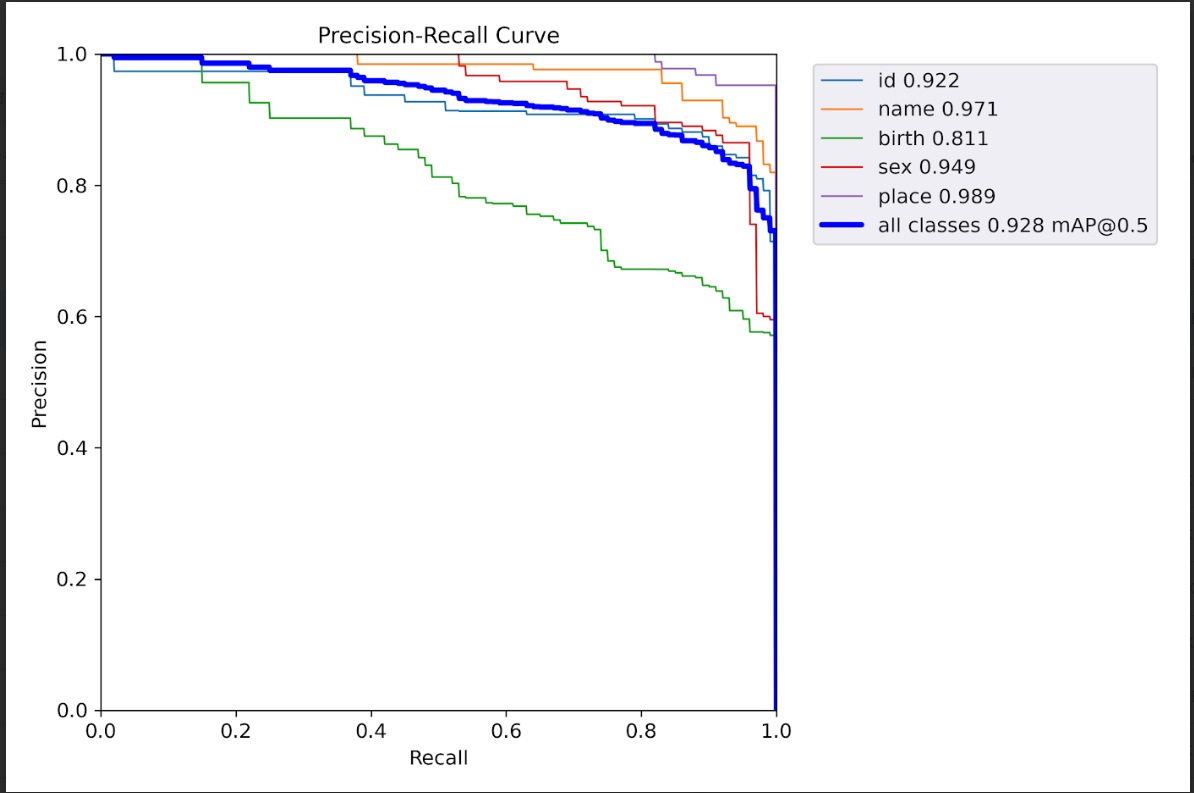 Precision-Recall Curve
1.0
0.8
0.6
0.4
0.2
0.0
Precision
0.0 0.2 0.4 0.6 0.8 1.0
Recall
id 0.922
name 0.971
birth 0.811
sex 0.949
place 0.989
all classes 0.928 mAP@0.5